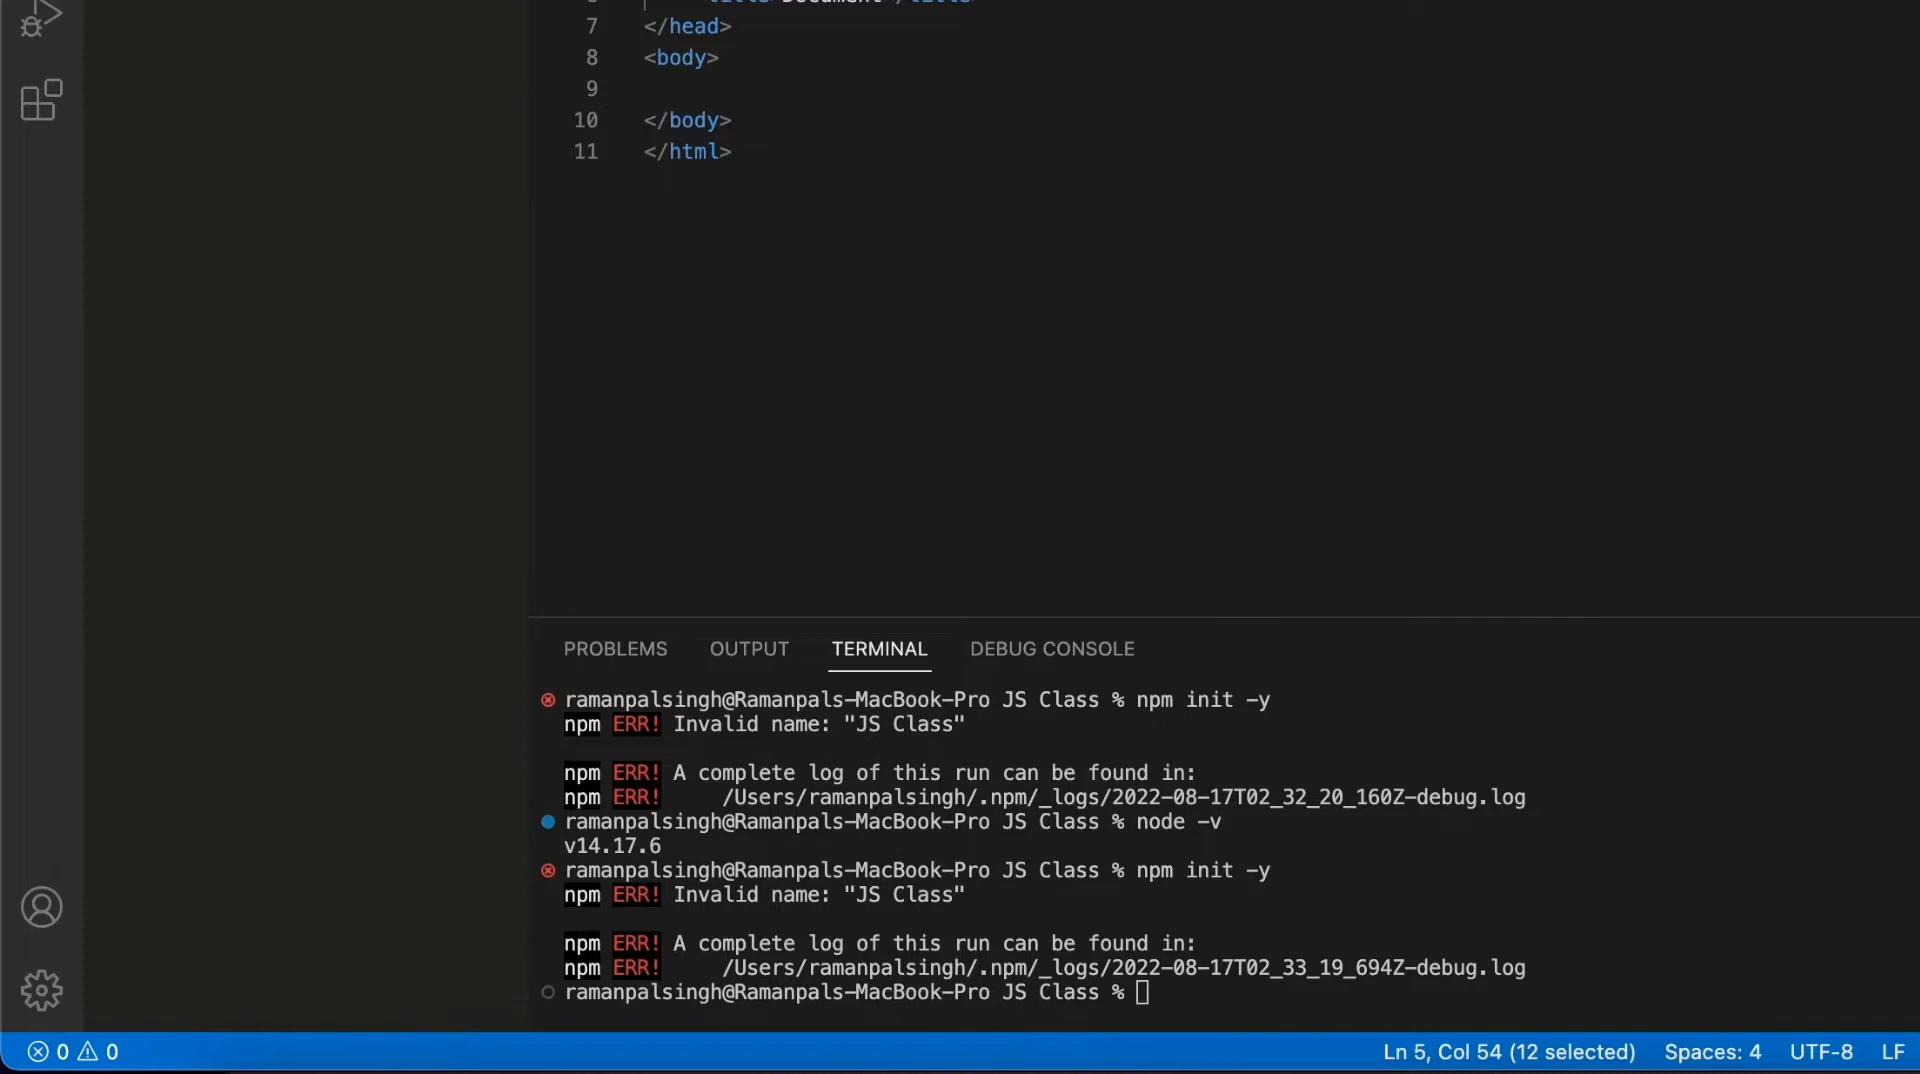 7 </head>
8 <body>
9
10 </body>
11 </html>
PROBLEMS OUTPUT TERMINAL DEBUG CONSOLE
ramanpalsingh@Ramanpals-MacBook-Pro JS Class % npm init -y
npm ERR! Invalid name: "JS Class"
npm ERR! A complete log of this run can be found in:
npm ERR!     /Users/ramanpalsingh/.npm/_logs/2022-08-17T02_32_20_160Z-debug.log
ramanpalsingh@Ramanpals-MacBook-Pro JS Class % node -v
v14.17.6
ramanpalsingh@Ramanpals-MacBook-Pro JS Class % npm init -y
npm ERR! Invalid name: "JS Class"
npm ERR! A complete log of this run can be found in:
npm ERR!     /Users/ramanpalsingh/.npm/_logs/2022-08-17T02_33_19_694Z-debug.log
ramanpalsingh@Ramanpals-MacBook-Pro JS Class %
0 0 Ln 5, Col 54 (12 selected) Spaces: 4 UTF-8 LF